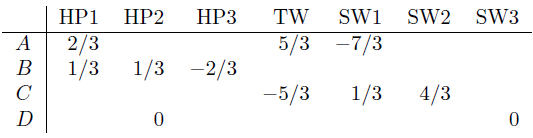 HP1 HP2 HP3 TW SW1 SW2 SW3
A 2/3 5/3 −7/3
B 1/3 1/3 −2/3
C −5/3 1/3 4/3
D 0 0